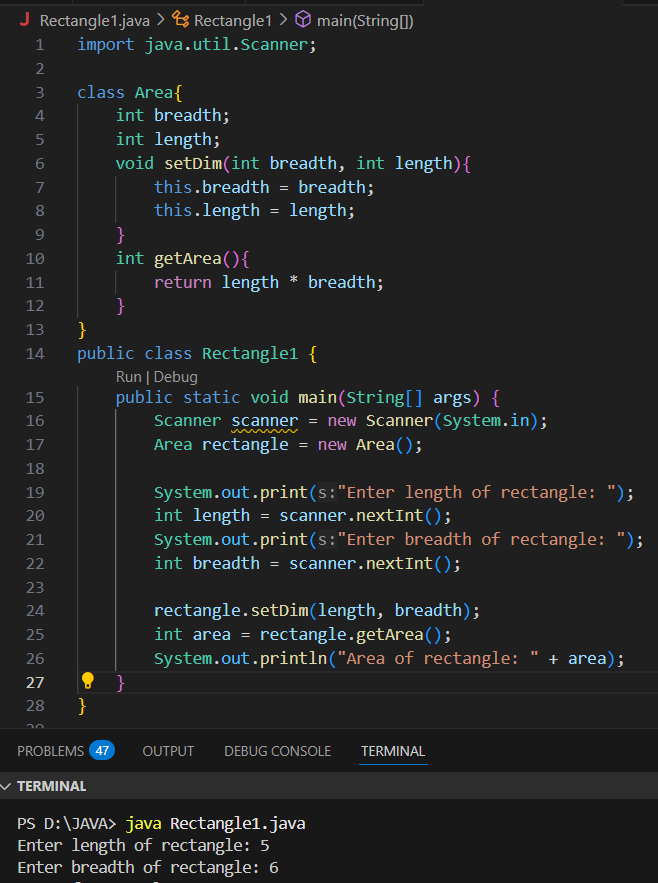 J Rectangle1.java > Rectangle1 > main(String[])
1 import java.util.Scanner;
2
3 class Area{
4 int breadth;
5 int length;
6 void setDim(int breadth, int length){
7 this.breadth = breadth;
8 this.length = length;
9 }
10 int getArea(){
11 return length * breadth;
12 }
13 }
14 public class Rectangle1 {
Run | Debug
15 public static void main(String[] args) {
16 Scanner scanner = new Scanner(System.in);
17 Area rectangle = new Area();
18
19 System.out.print(s:"Enter length of rectangle: ");
20 int length = scanner.nextInt();
21 System.out.print(s:"Enter breadth of rectangle: ");
22 int breadth = scanner.nextInt();
23
24 rectangle.setDim(length, breadth);
25 int area = rectangle.getArea();
26 System.out.println("Area of rectangle: " + area);
27 }
28 }
PROBLEMS 47 OUTPUT DEBUG CONSOLE TERMINAL
TERMINAL
PS D:\JAVA> java Rectangle1.java
Enter length of rectangle: 5
Enter breadth of rectangle: 6